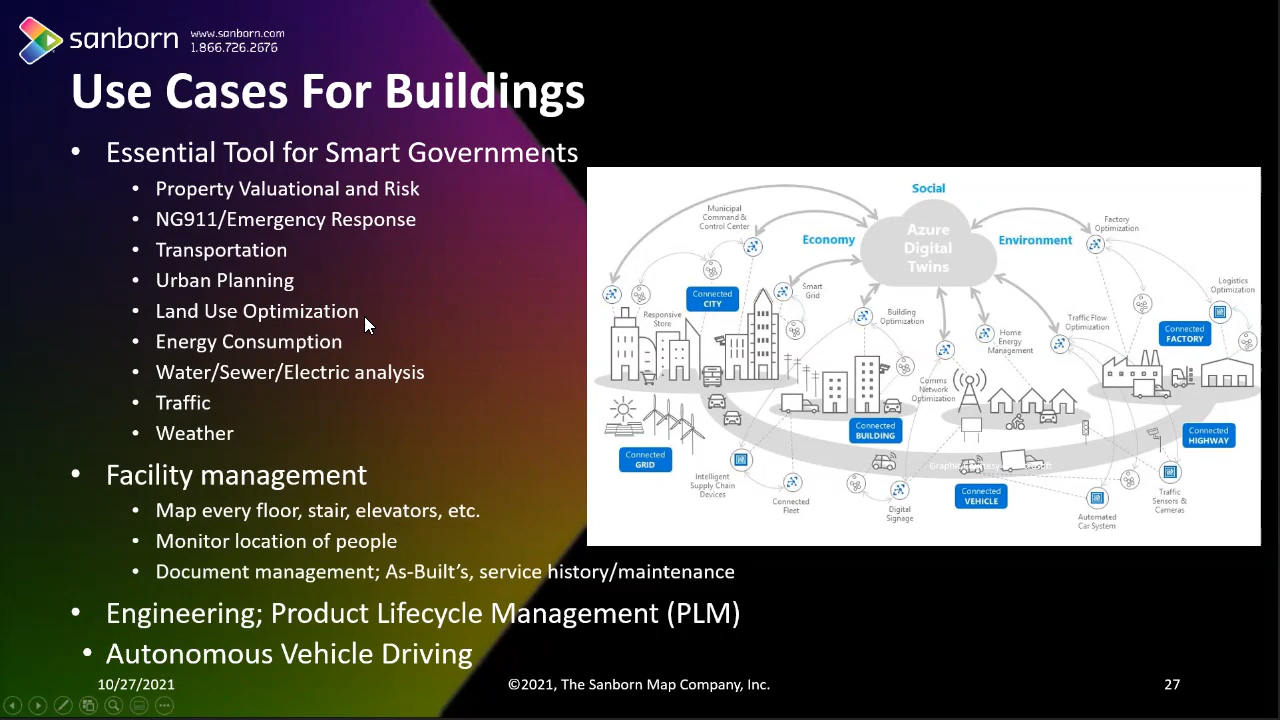 sanborn
www.sanborn.com
1.866.726.2676
Use Cases For Buildings
• Essential Tool for Smart Governments
• Property Valuational and Risk
• NG911/Emergency Response
• Transportation
• Urban Planning
• Land Use Optimization
• Energy Consumption
• Water/Sewer/Electric analysis
• Traffic
• Weather
• Facility management
• Map every floor, stair, elevators, etc.
• Monitor location of people
• Document management; As-Built's, service history/maintenance
• Engineering; Product Lifecycle Management (PLM)
• Autonomous Vehicle Driving
Social
Economy
Azure
Digital
Twins
Environment
Municipal
Command &
Control Center
Factory
Optimization
Logistics
Optimization
Connected
CITY
Smart
Grid
Responsive
Store
Building
Optimization
Home
Energy
Management
Traffic Flow
Optimization
Connected
FACTORY
Comms
Network
Optimization
Connected
BUILDING
Connected
HIGHWAY
Connected
GRID
Intelligent
Supply Chain
Devices
Connected
Fleet
Digital
Signage
Connected
VEHICLE
Automated
Car System
Traffic
Sensors &
Cameras
10/27/2021
©2021, The Sanborn Map Company, Inc.
27